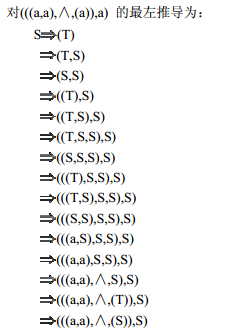 对(((a,a),∧,(a)),a) 的最左推导为：
S⇒(T)
⇒(T,S)
⇒(S,S)
⇒((T),S)
⇒((T,S),S)
⇒((T,S,S),S)
⇒((S,S,S),S)
⇒(((T),S,S),S)
⇒(((T,S),S,S),S)
⇒(((S,S),S,S),S)
⇒(((a,S),S,S),S)
⇒(((a,a),S,S),S)
⇒(((a,a),∧,S),S)
⇒(((a,a),∧,(T)),S)
⇒(((a,a),∧,(S)),S)